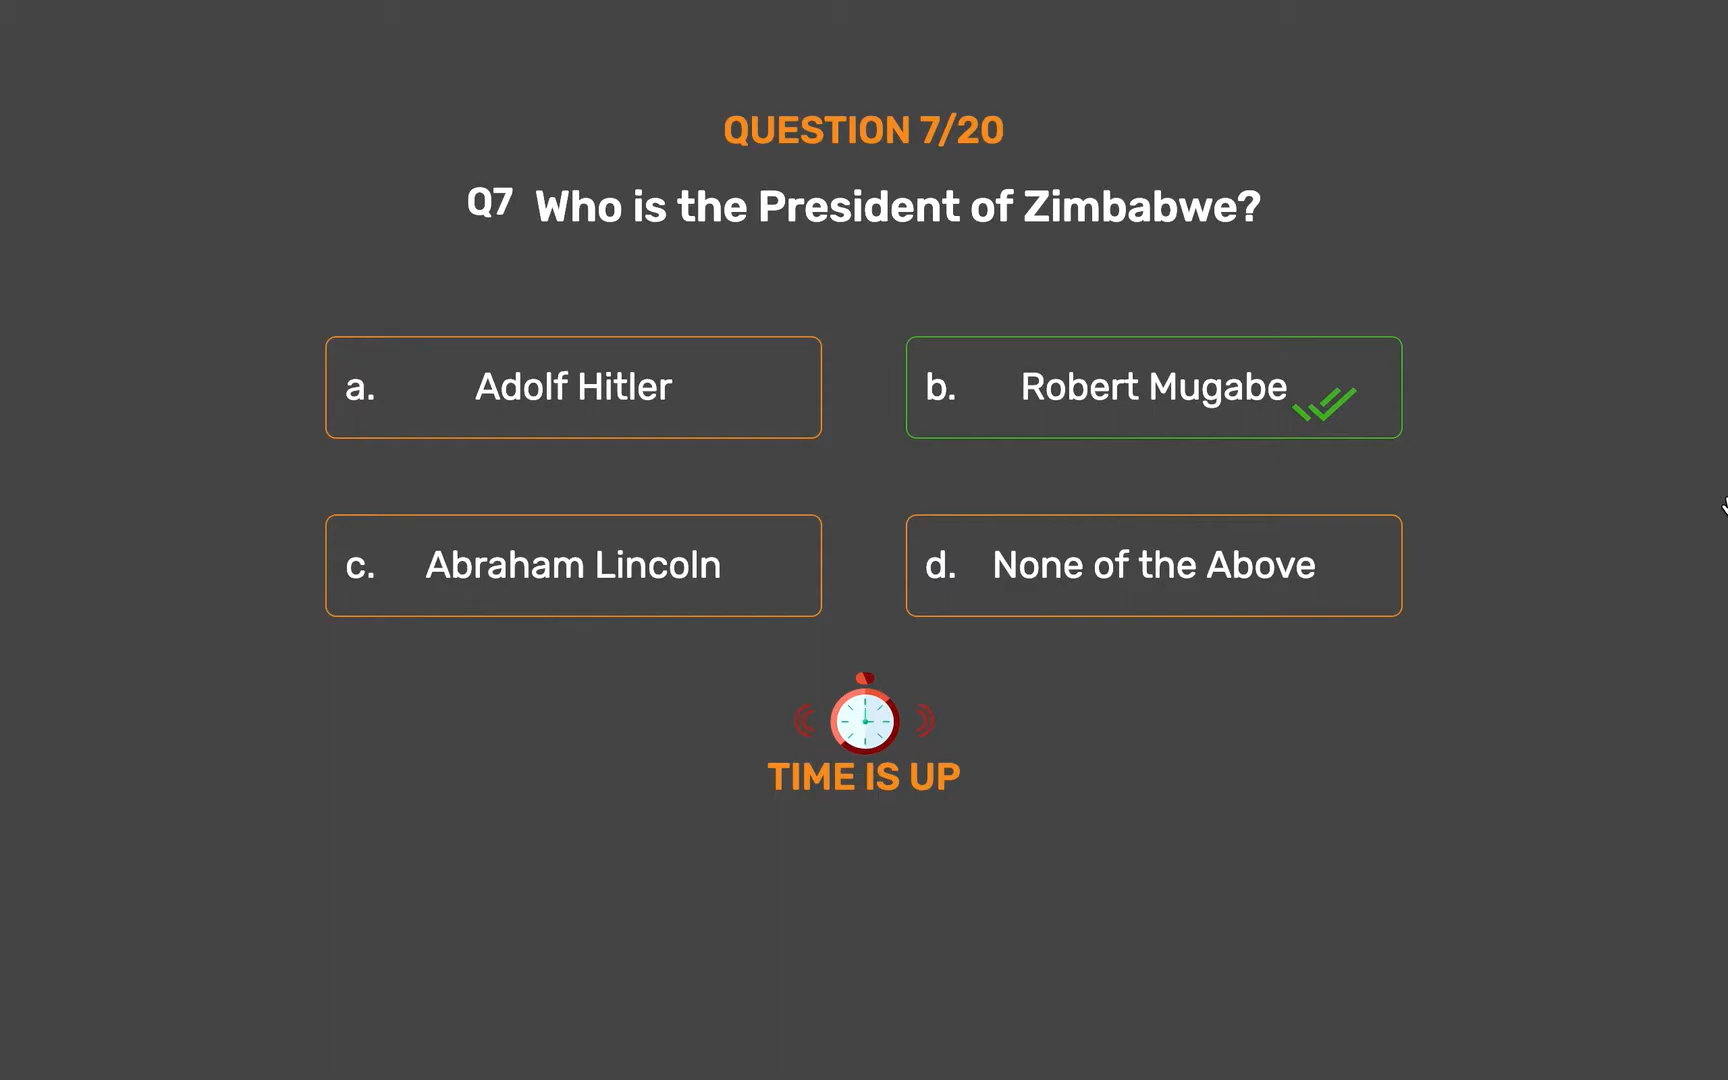 QUESTION 7/20
Q7 Who is the President of Zimbabwe?
a. Adolf Hitler
b. Robert Mugabe
c. Abraham Lincoln
d. None of the Above
TIME IS UP